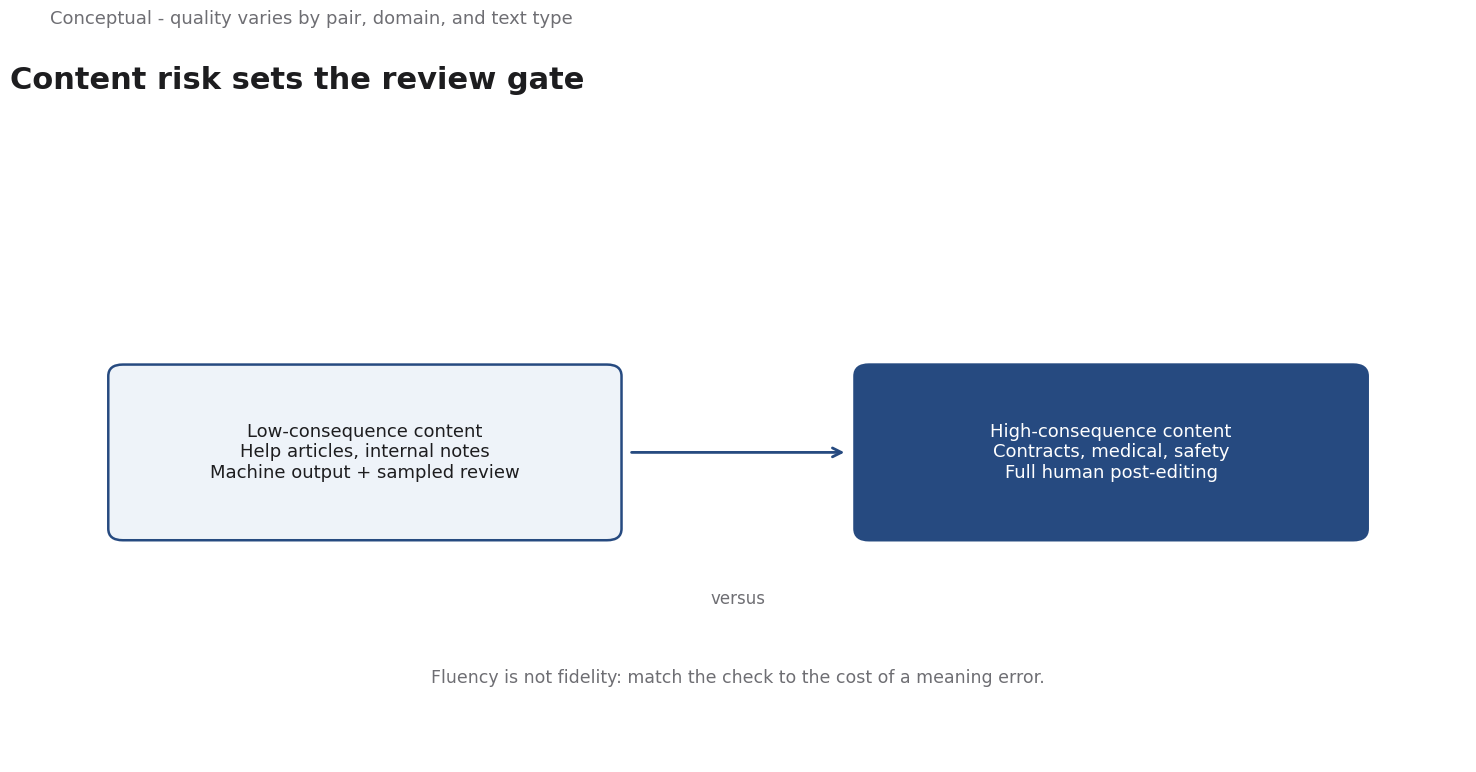 Conceptual - quality varies by pair, domain, and text type
Content risk sets the review gate
Low-consequence content
Help articles, internal notes
Machine output + sampled review
High-consequence content
Contracts, medical, safety
Full human post-editing
versus
Fluency is not fidelity: match the check to the cost of a meaning error.